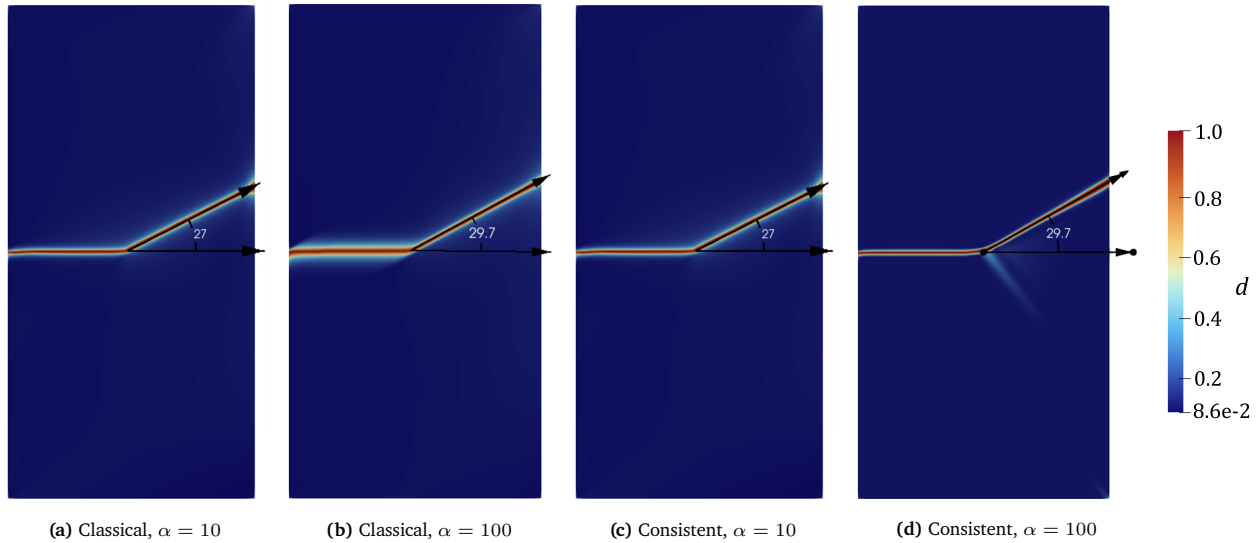 27
29.7
27
29.7
1.0
0.8
0.6
d
0.4
0.2
8.6e-2
(a) Classical, α = 10
(b) Classical, α = 100
(c) Consistent, α = 10
(d) Consistent, α = 100